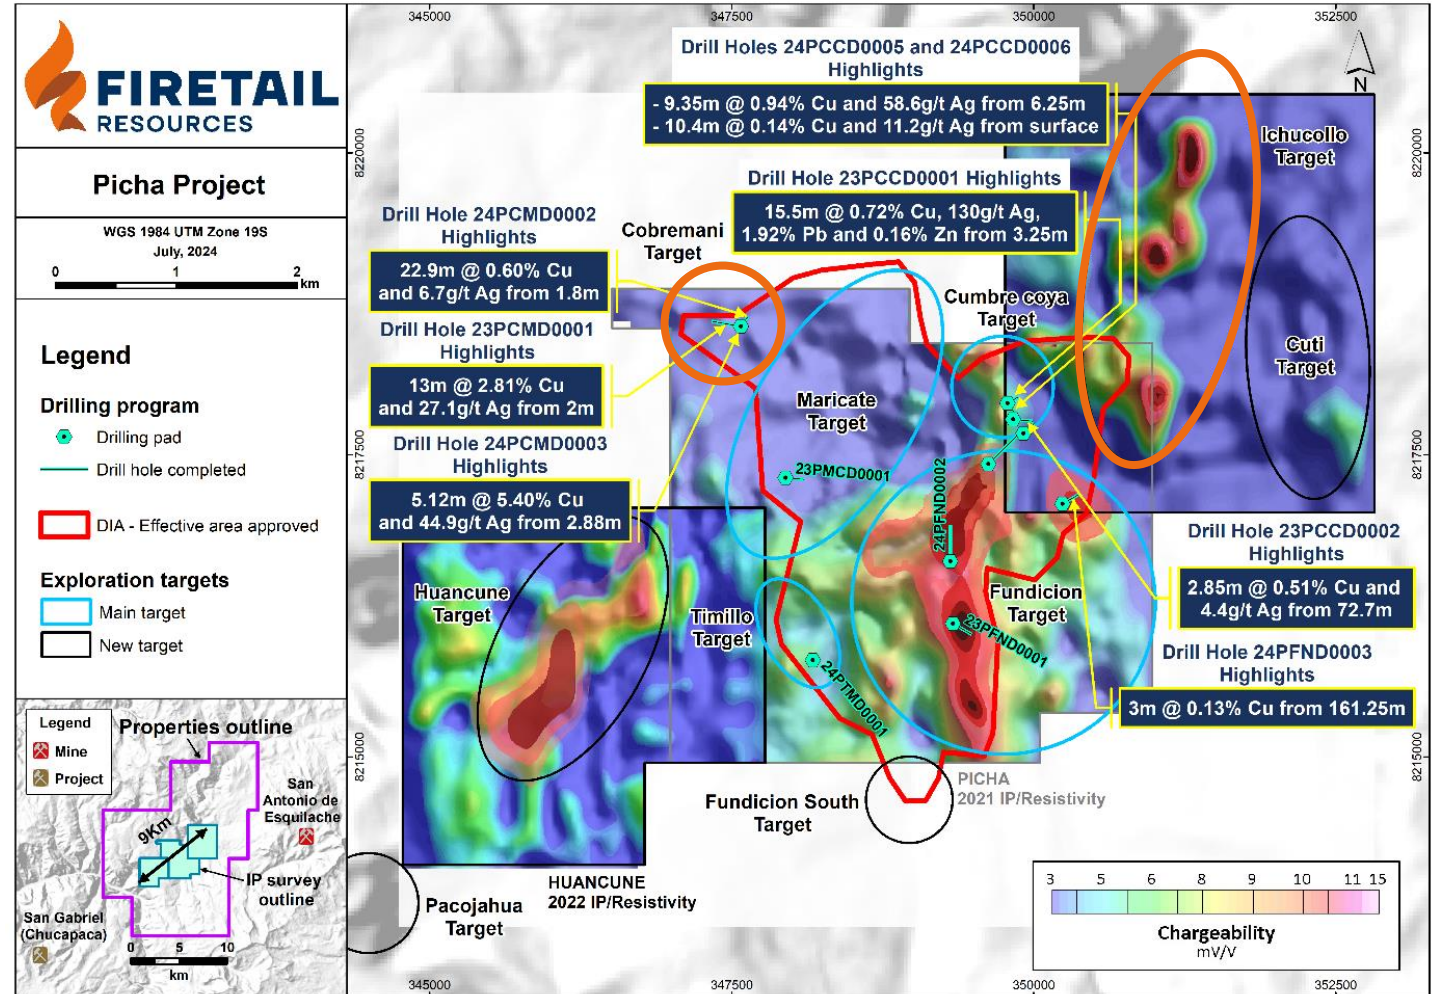 FIRETAIL
RESOURCES
Picha Project
WGS 1984 UTM Zone 19S
July, 2024
0 1 2
km
Legend
Drilling program
Drilling pad
Drill hole completed
DIA - Effective area approved
Exploration targets
Main target
New target
Legend
Mine
Project
Properties outline
San
Antonio de
Esquilache
9Km
IP survey
outline
San Gabriel
(Chucapaca)
0 5 10
km
345000 347500 350000 352500
8220000
8217500
8215000
8220000
8217500
8215000
345000 347500 350000 352500
N
Drill Holes 24PCCD0005 and 24PCCD0006
Highlights
- 9.35m @ 0.94% Cu and 58.6g/t Ag from 6.25m
- 10.4m @ 0.14% Cu and 11.2g/t Ag from surface
Drill Hole 23PCCD0001 Highlights
15.5m @ 0.72% Cu, 130g/t Ag,
1.92% Pb and 0.16% Zn from 3.25m
Drill Hole 24PCMD0002
Highlights
22.9m @ 0.60% Cu
and 6.7g/t Ag from 1.8m
Drill Hole 23PCMD0001
Highlights
13m @ 2.81% Cu
and 27.1g/t Ag from 2m
Drill Hole 24PCMD0003
Highlights
5.12m @ 5.40% Cu
and 44.9g/t Ag from 2.88m
Cobremani
Target
Ichucollo
Target
Cumbre coya
Target
Cuti
Target
Maricate
Target
23PMCD0001
24PFND0002
Drill Hole 23PCCD0002
Highlights
2.85m @ 0.51% Cu and
4.4g/t Ag from 72.7m
Drill Hole 24PFND0003
Highlights
3m @ 0.13% Cu from 161.25m
Huancune
Target
Timillo
Target
Fundicion
Target
23PFND0001
24PTMD0001
Fundicion South
Target
PICHA
2021 IP/Resistivity
HUANCUNE
2022 IP/Resistivity
Pacojahua
Target
3 5 6 8 9 10 11 15
Chargeability
mV/V